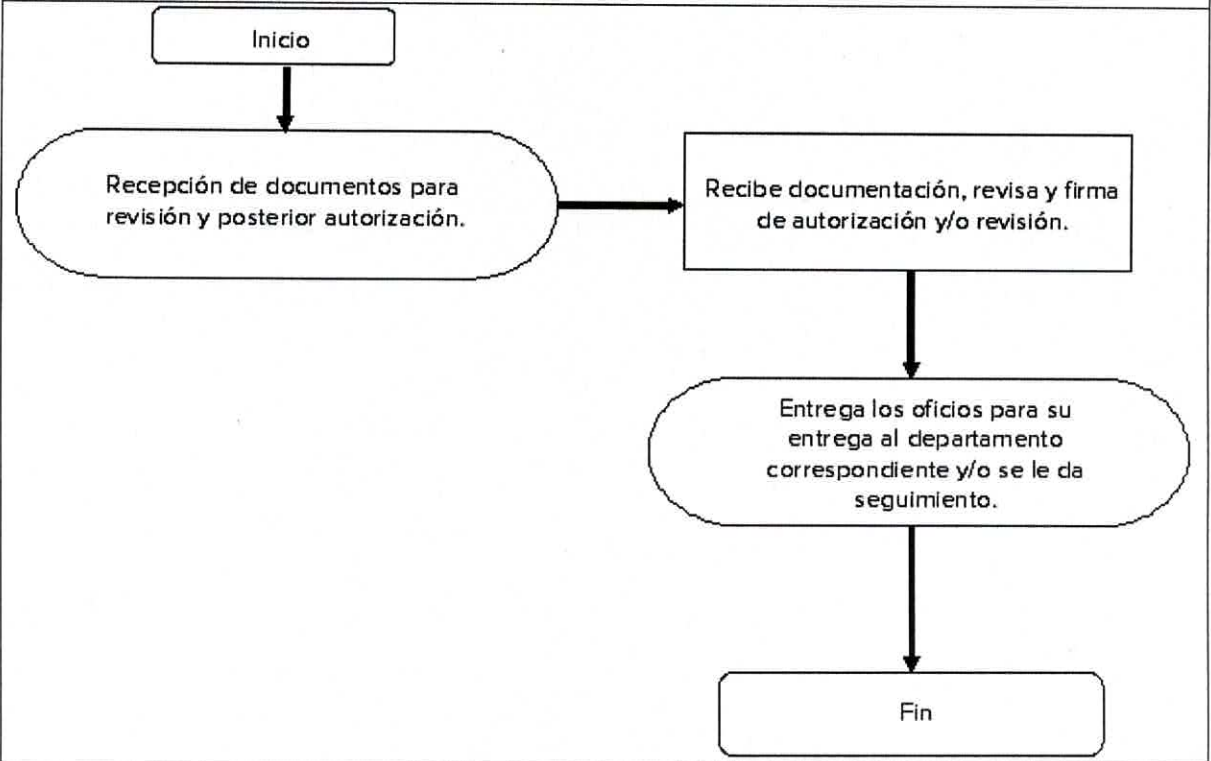 Inicio
Recepción de documentos para
revisión y posterior autorización.
Recibe documentación, revisa y firma
de autorización y/o revisión.
Entrega los oficios para su
entrega al departamento
correspondiente y/o se le da
seguimiento.
Fin